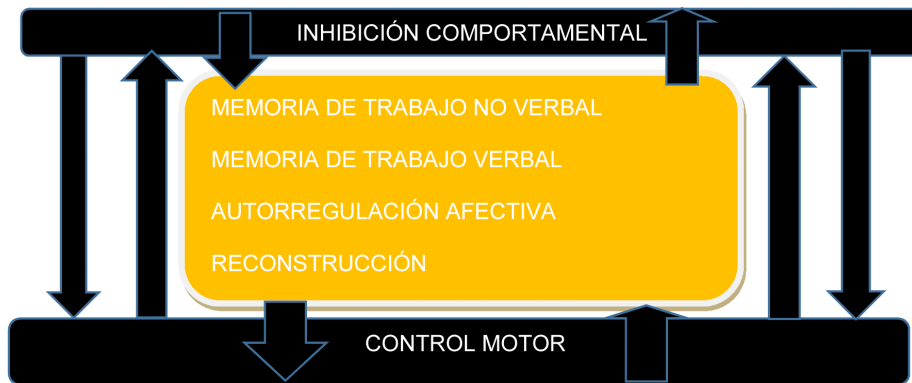 INHIBICIÓN COMPORTAMENTAL
MEMORIA DE TRABAJO NO VERBAL
MEMORIA DE TRABAJO VERBAL
AUTORREGULACIÓN AFECTIVA
RECONSTRUCCIÓN
CONTROL MOTOR